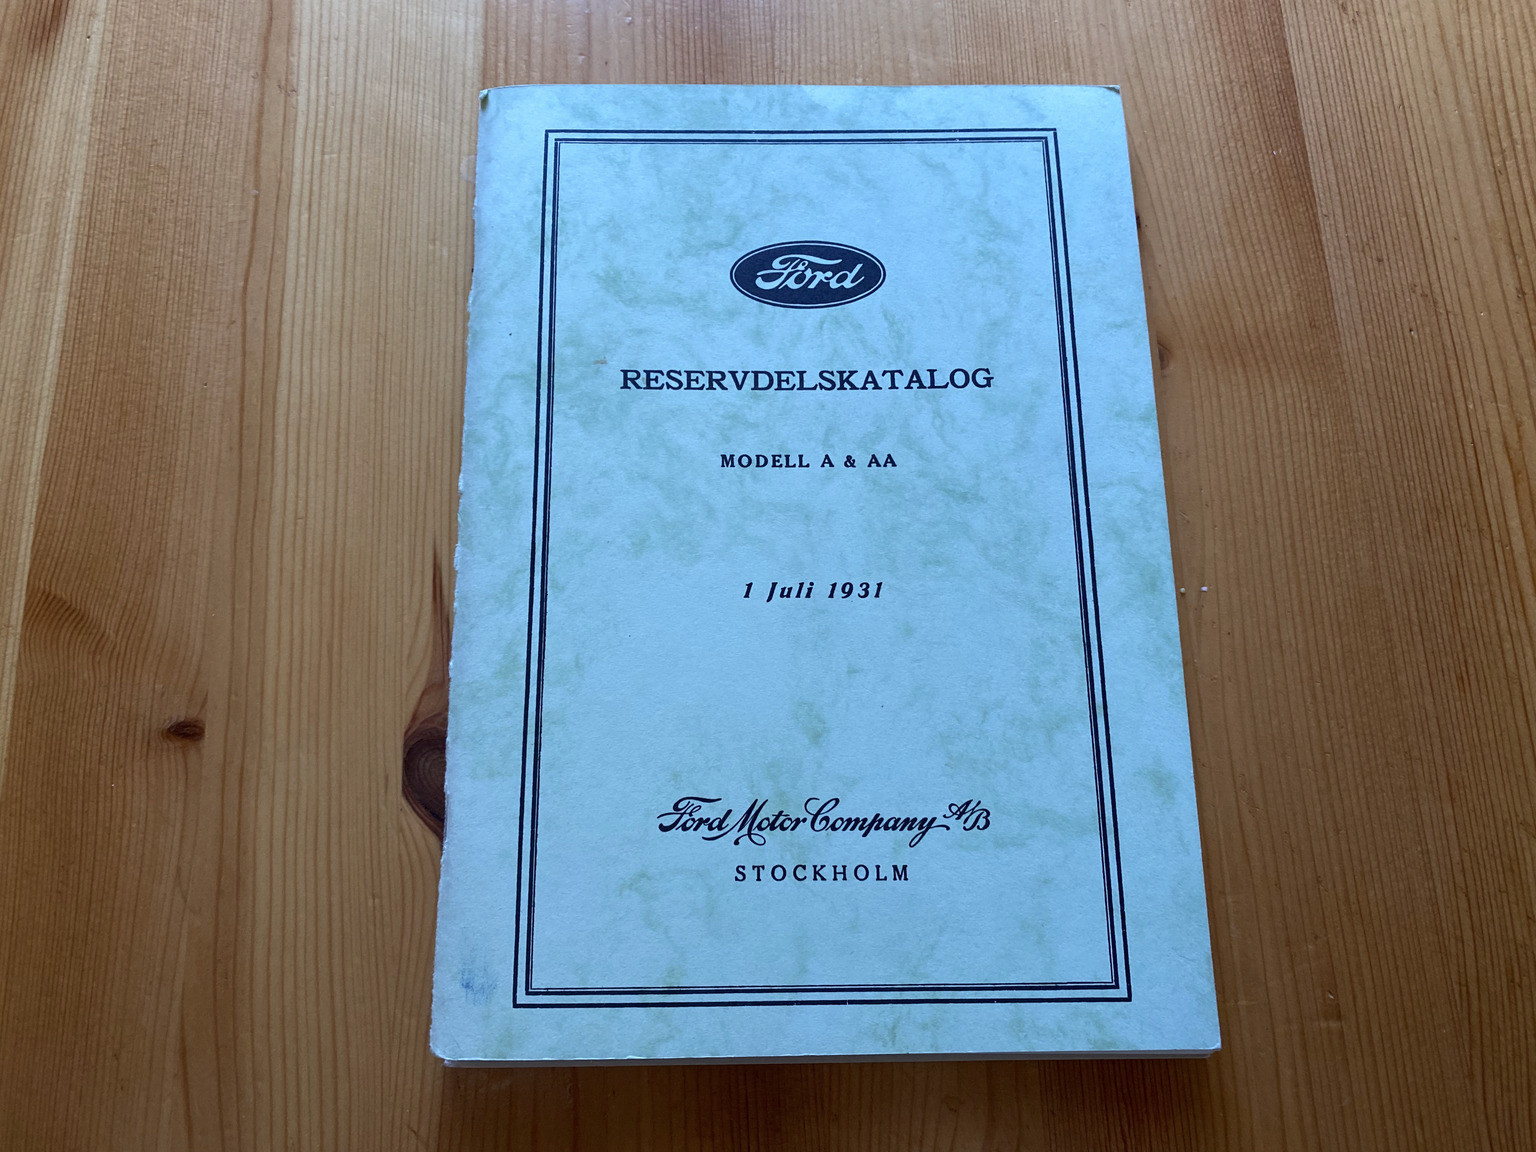 Ford
RESERVDELSKATALOG
MODELL A & AA
1 Juli 1931
Ford Motor Company A/B
STOCKHOLM